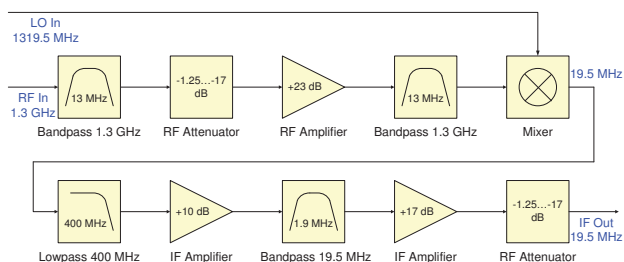 LO In
1319.5 MHz
RF In
1.3 GHz
13 MHz
Bandpass 1.3 GHz
-1.25...-17
dB
RF Attenuator
+23 dB
RF Amplifier
13 MHz
Bandpass 1.3 GHz
Mixer
19.5 MHz
400 MHz
Lowpass 400 MHz
+10 dB
IF Amplifier
1.9 MHz
Bandpass 19.5 MHz
+17 dB
IF Amplifier
-1.25...-17
dB
RF Attenuator
IF Out
19.5 MHz